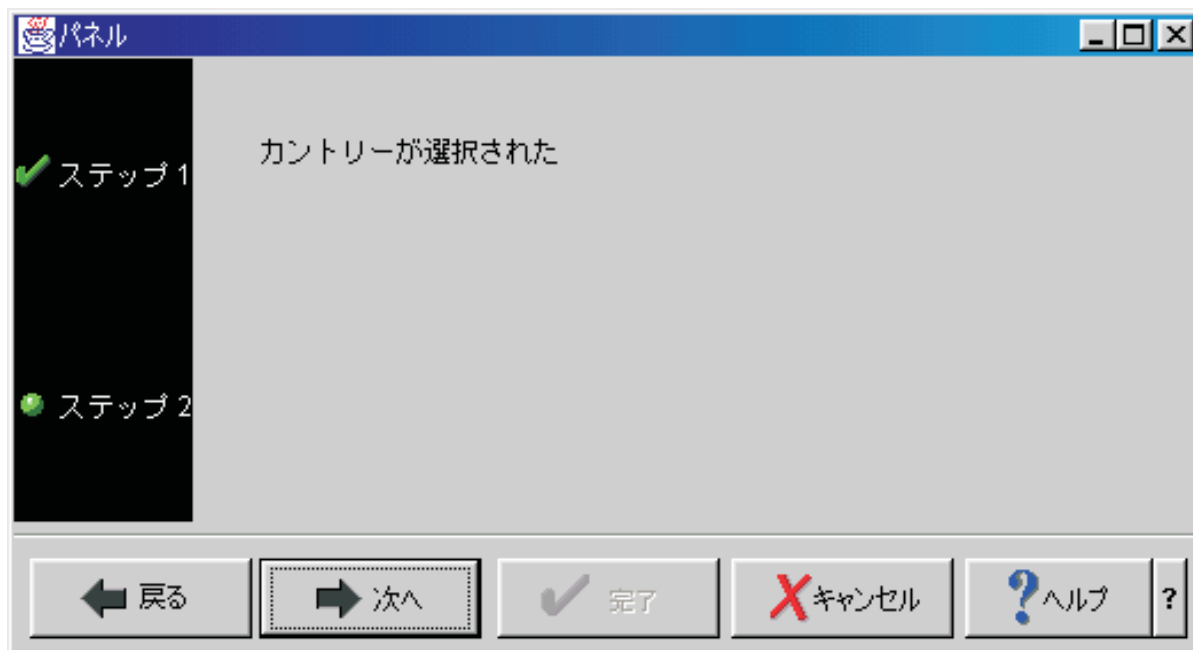 パネル
カントリーが選択された
ステップ 1
ステップ 2
戻る
次へ
完了
キャンセル
ヘルプ
?